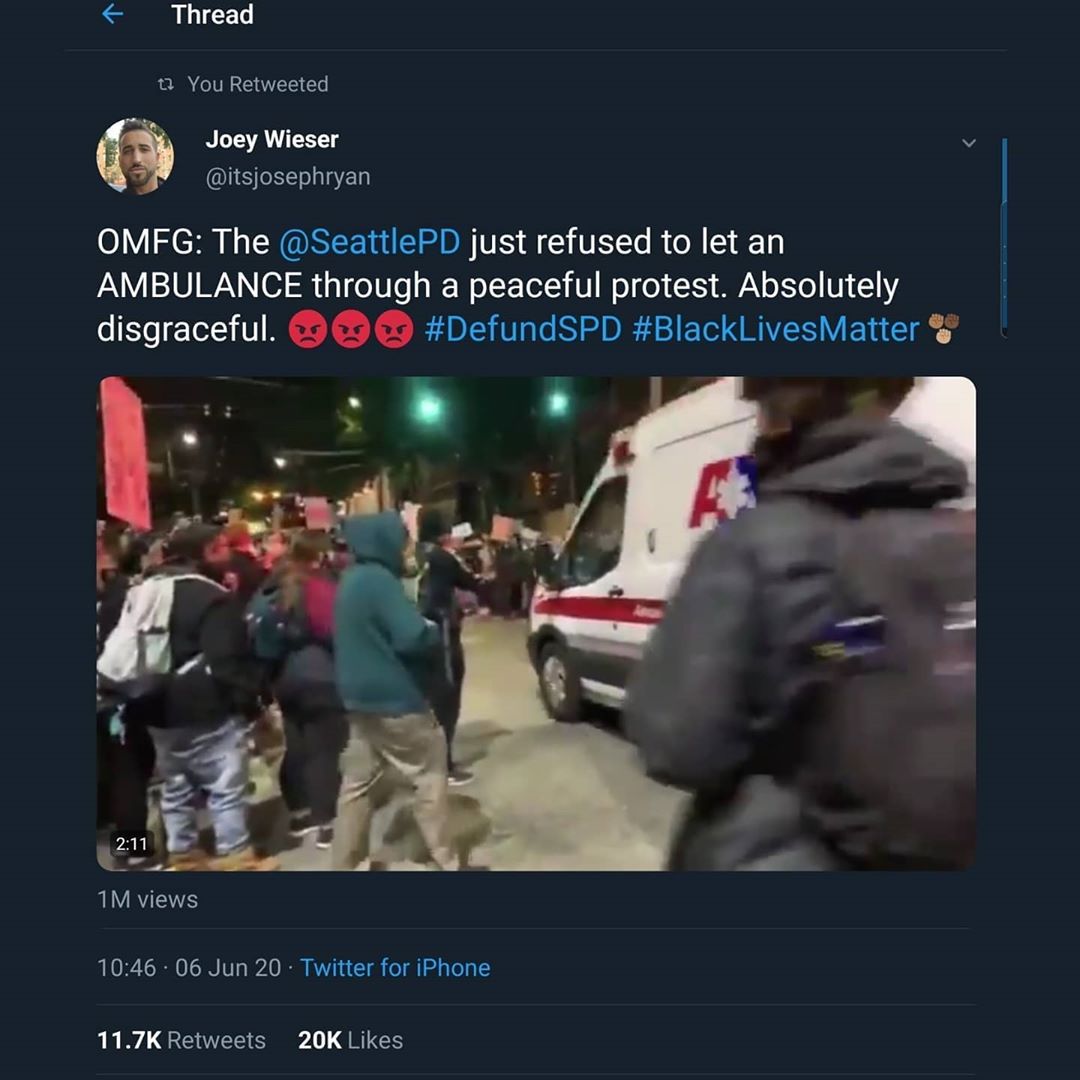 Thread
You Retweeted
Joey Wieser
@itsjosephryan
OMFG: The @SeattlePD just refused to let an
AMBULANCE through a peaceful protest. Absolutely
disgraceful. 😡😡😡 #DefundSPD #BlackLivesMatter ✊🏾✊🏿✊🏼
2:11
1M views
10:46 · 06 Jun 20 · Twitter for iPhone
11.7K Retweets 20K Likes